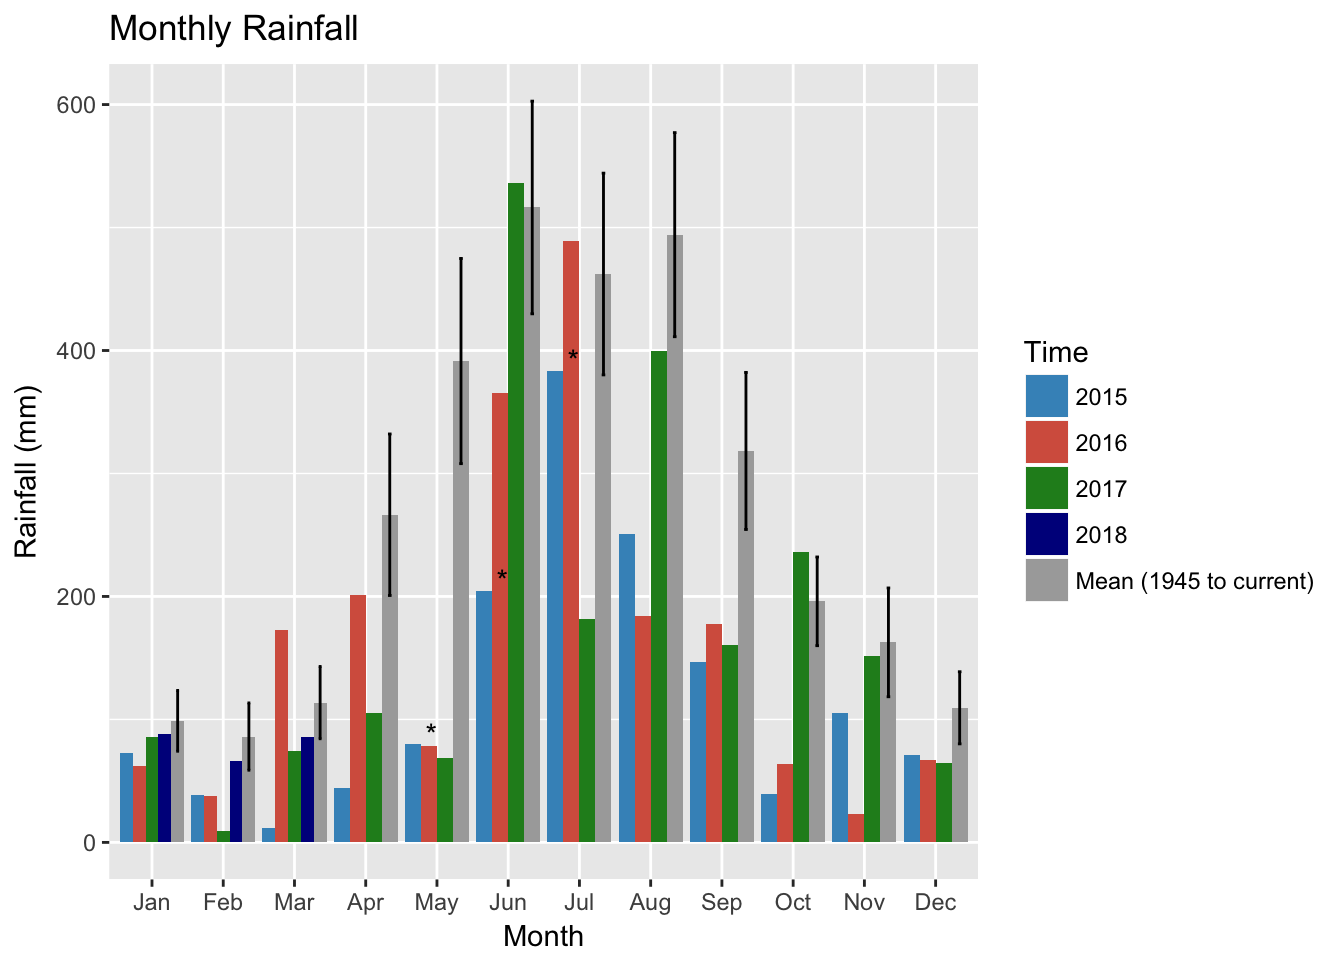 Monthly Rainfall
600
400
200
0
Rainfall (mm)
*
*
*
Jan Feb Mar Apr May Jun Jul Aug Sep Oct Nov Dec
Month
Time
2015
2016
2017
2018
Mean (1945 to current)